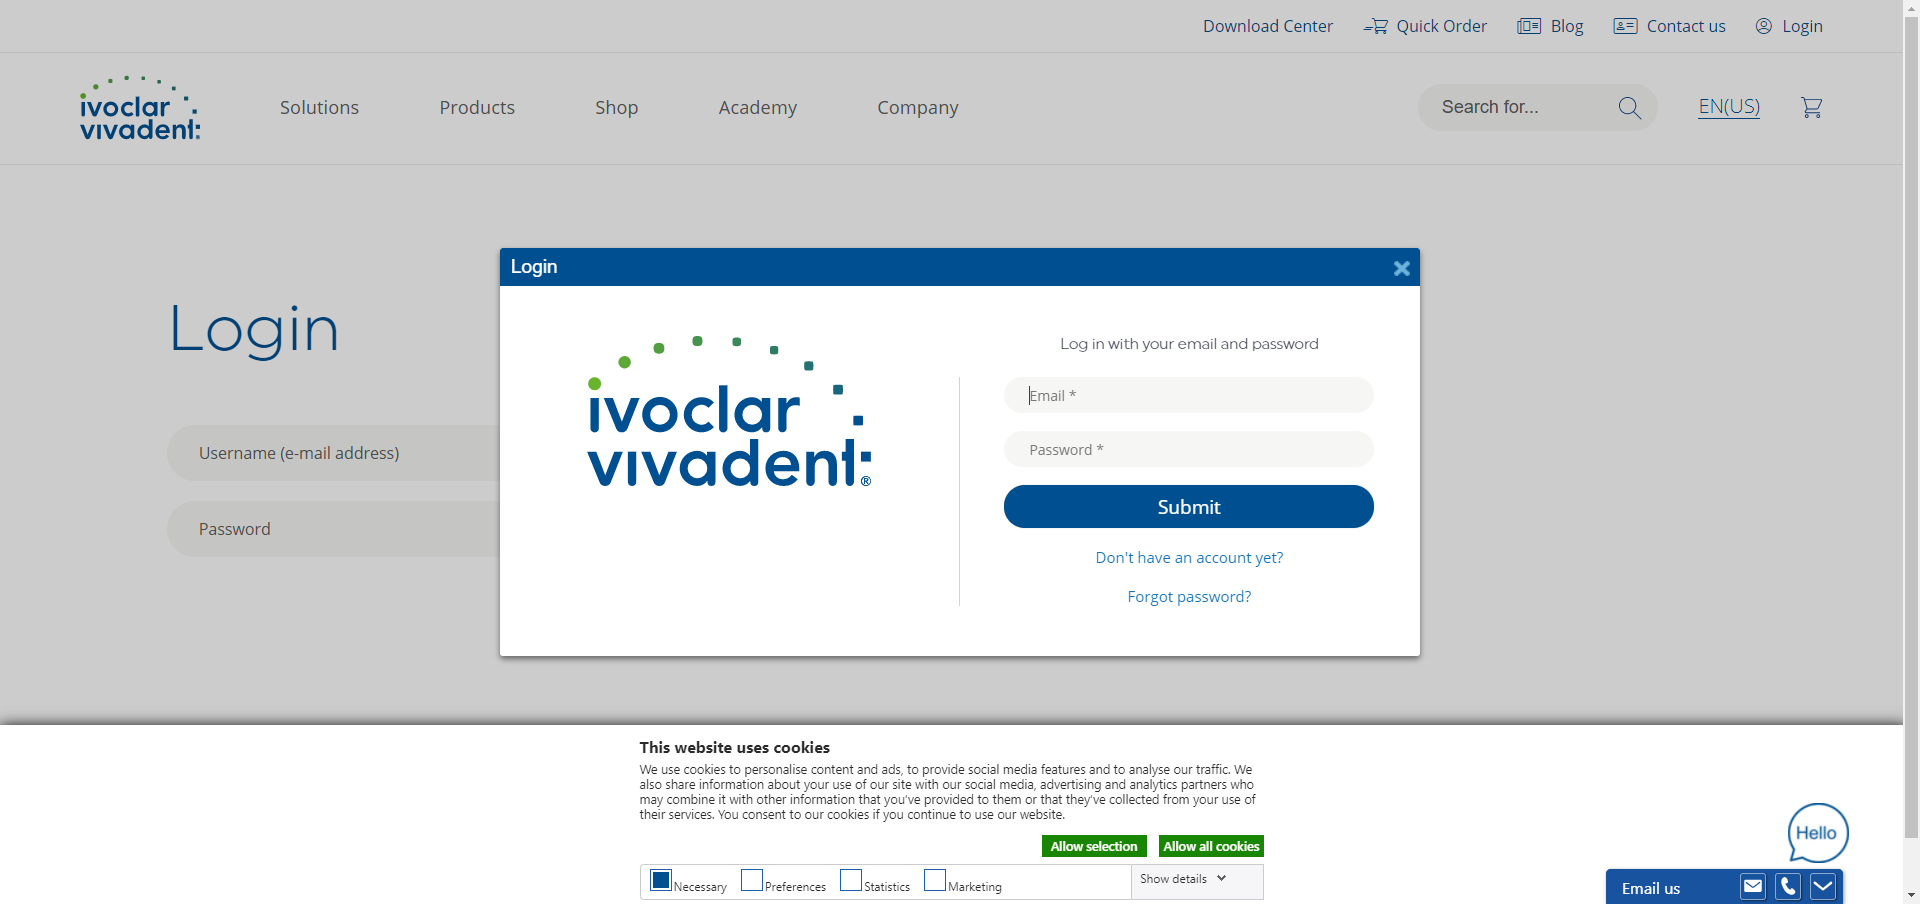 Download Center
Quick Order
Blog
Contact us
Login
ivoclar
vivadent:
Solutions
Products
Shop
Academy
Company
Search for...
EN(US)
Login
Username (e-mail address)
Password
Login
ivoclar
vivadent:®
Log in with your email and password
Email *
Password *
Submit
Don't have an account yet?
Forgot password?
This website uses cookies
We use cookies to personalise content and ads, to provide social media features and to analyse our traffic. We
also share information about your use of our site with our social media, advertising and analytics partners who
may combine it with other information that you've provided to them or that they've collected from your use of
their services. You consent to our cookies if you continue to use our website.
Allow selection
Allow all cookies
Necessary
Preferences
Statistics
Marketing
Show details
Hello
Email us